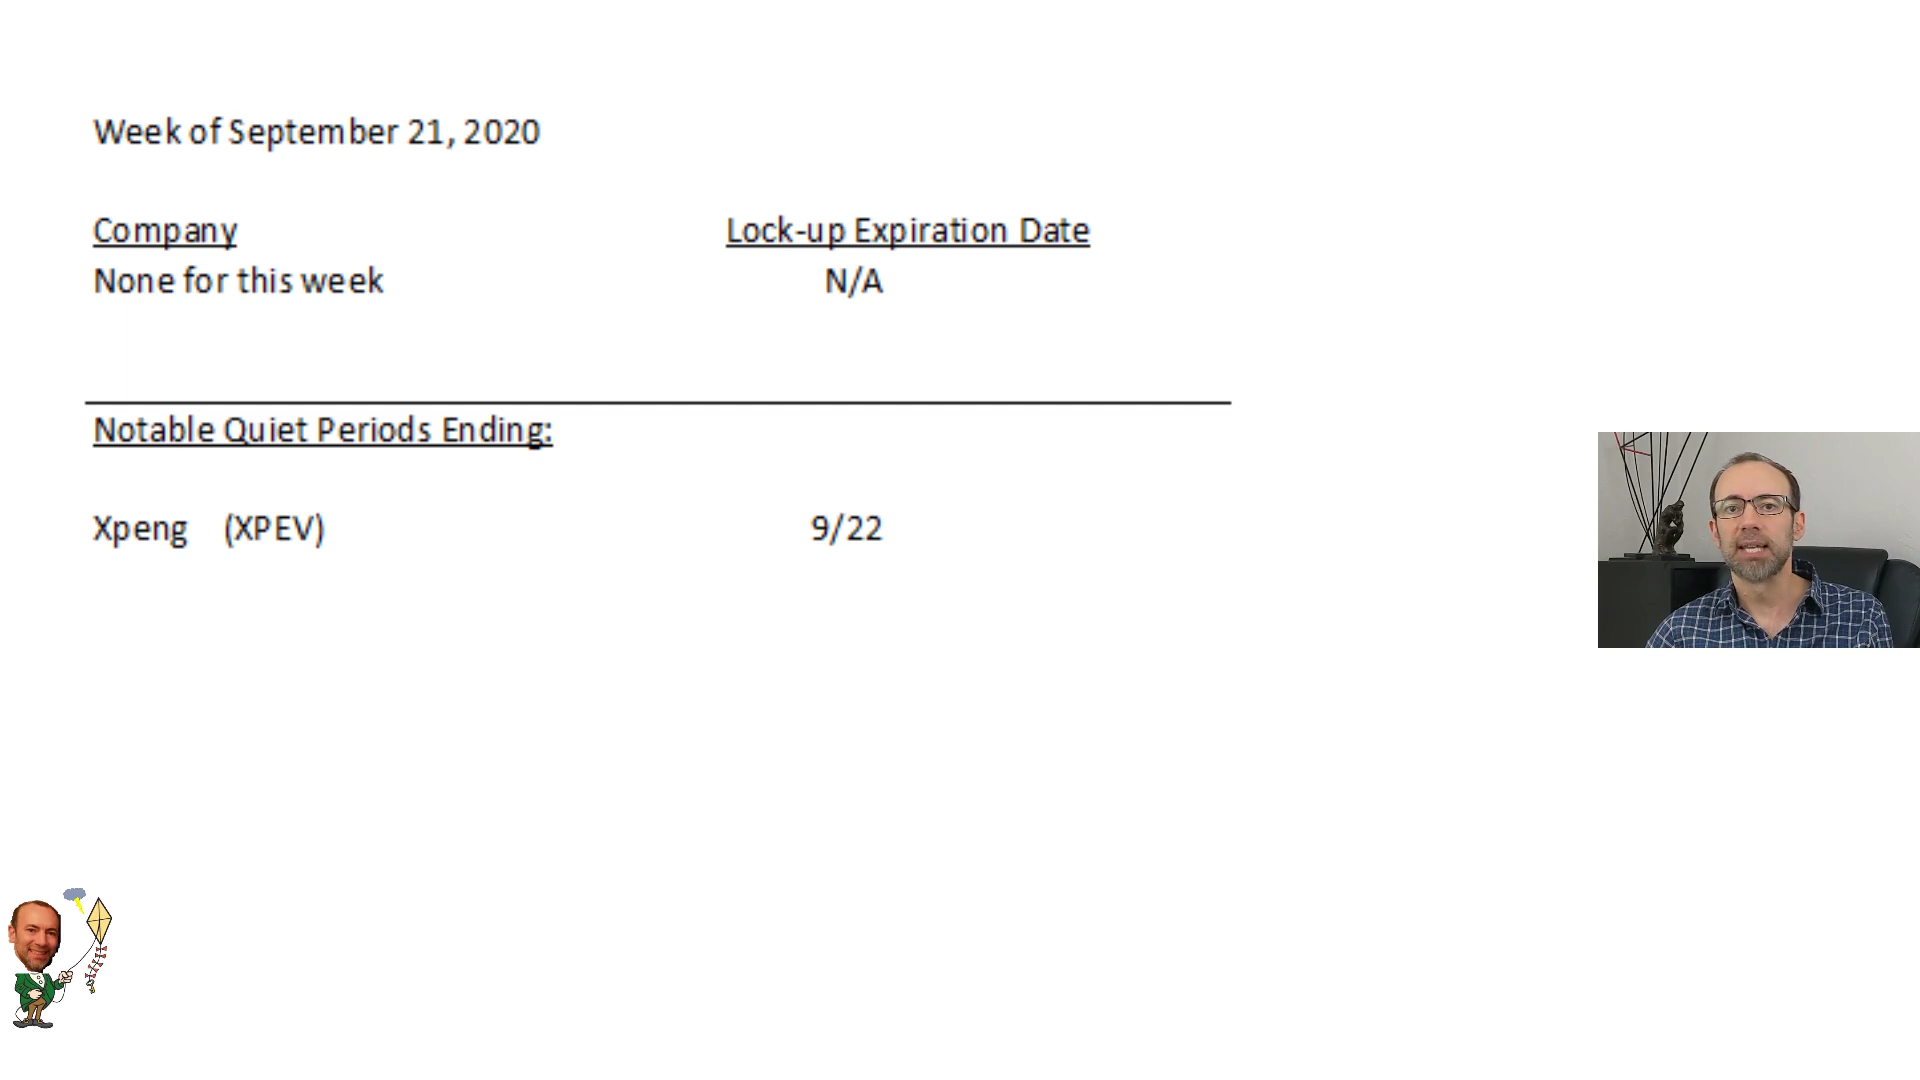 Week of September 21, 2020
Company Lock-up Expiration Date
None for this week N/A
Notable Quiet Periods Ending:
Xpeng (XPEV) 9/22